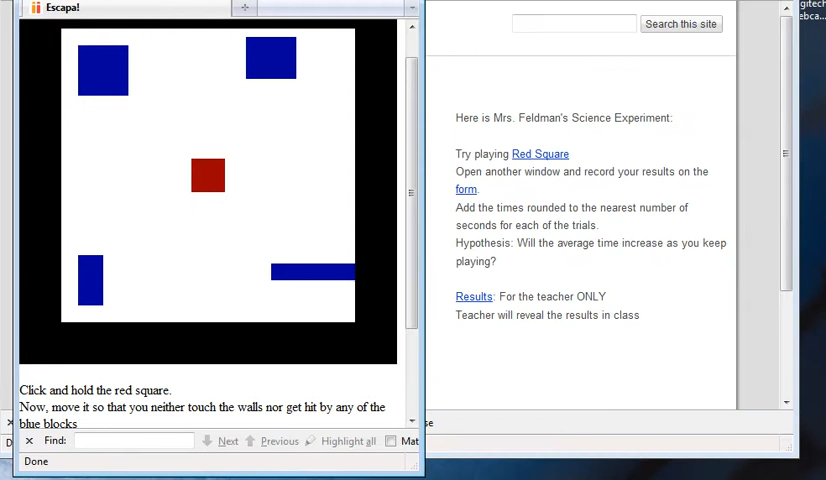 Escapa!
Click and hold the red square.
Now, move it so that you neither touch the walls nor get hit by any of the
blue blocks
Find:
Next
Previous
Highlight all
Mat
Done
Search this site
Here is Mrs. Feldman's Science Experiment:
Try playing Red Square
Open another window and record your results on the
form.
Add the times rounded to the nearest number of
seconds for each of the trials.
Hypothesis: Will the average time increase as you keep
playing?
Results: For the teacher ONLY
Teacher will reveal the results in class